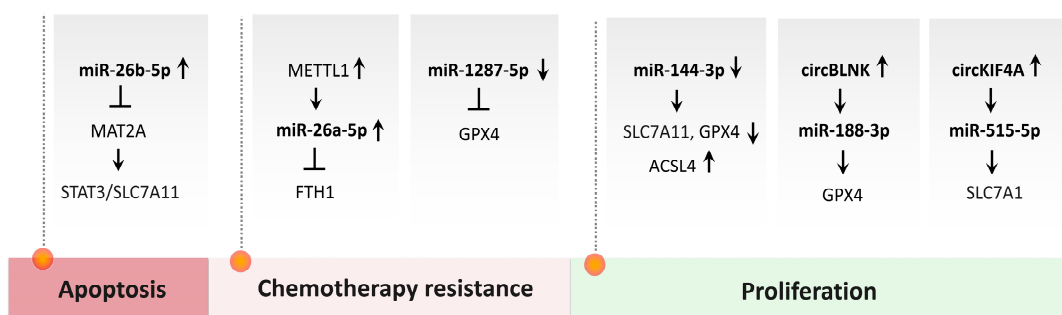 miR-26b-5p ↑
MAT2A
STAT3/SLC7A11
METTL1 ↑
miR-26a-5p ↑
FTH1
miR-1287-5p ↓
GPX4
miR-144-3p ↓
SLC7A11, GPX4 ↓
ACSL4 ↑
circBLNK ↑
miR-188-3p
GPX4
circKIF4A ↑
miR-515-5p
SLC7A1
Apoptosis
Chemotherapy resistance
Proliferation